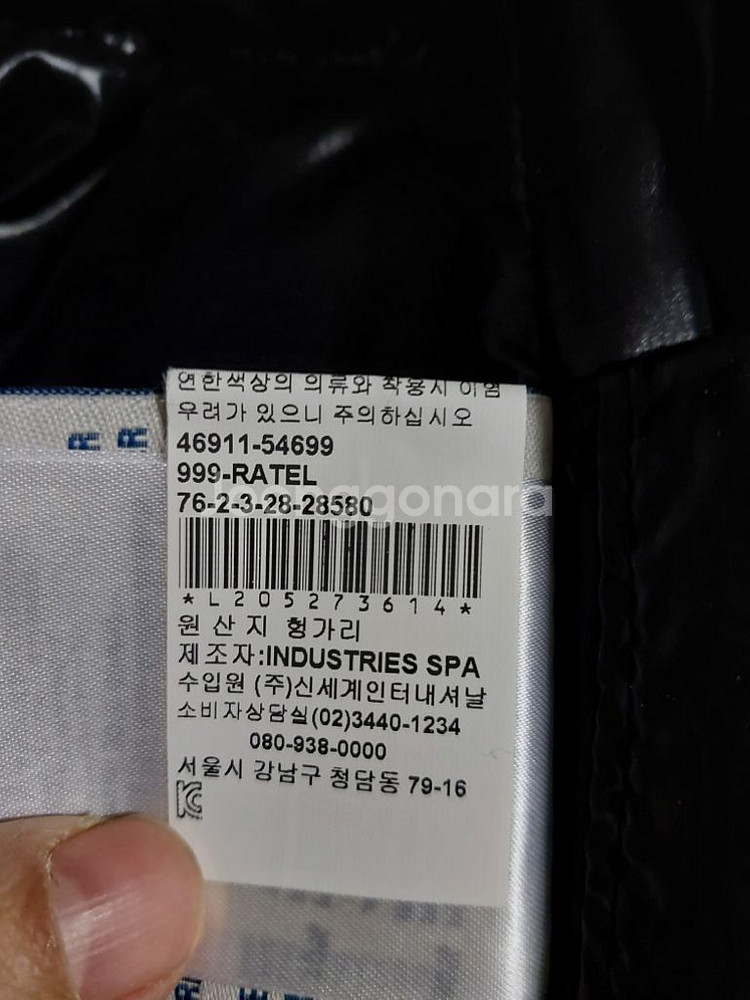 연한색상의 의류와 착용시 이염
우려가 있으니 주의하십시오
46911-54699
999-RATEL
76-2-3-28-28580
joonggonara
*L205273614*
원산지 헝가리
제조자:INDUSTRIES SPA
수입원 (주)신세계인터내셔날
소비자상담실(02)3440-1234
080-938-0000
서울시 강남구 청담동 79-16